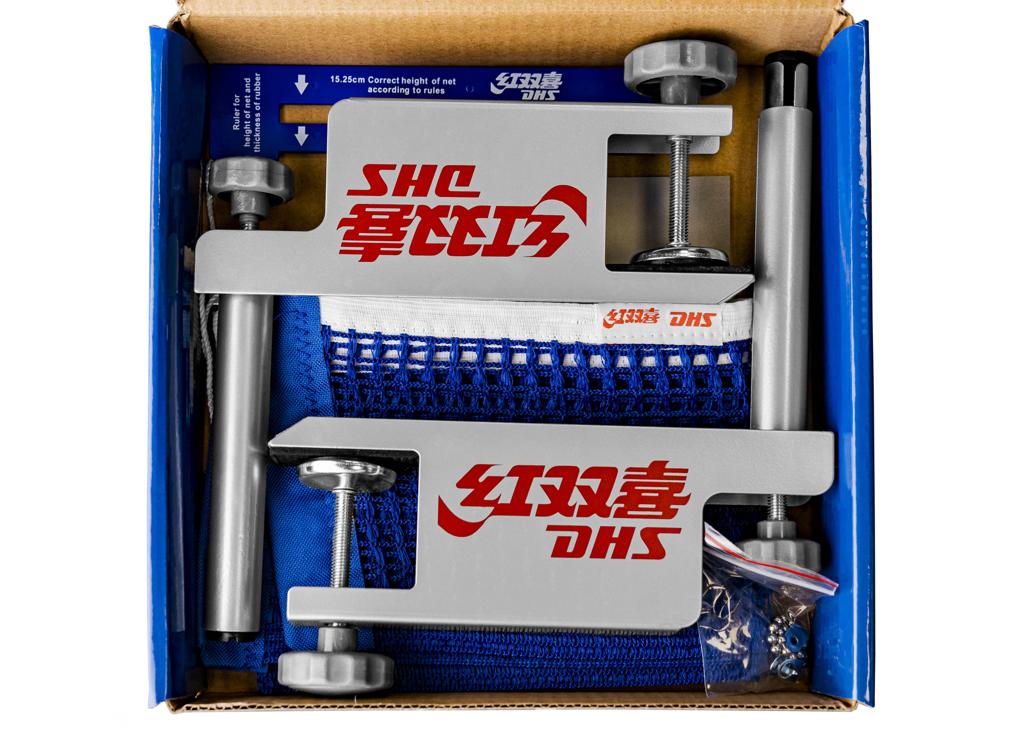 15.25cm Correct height of net
according to rules
红双喜
DHS
Ruler for
height of net and
thickness of rubber
DHS
红双喜
红双喜 DHS
红双喜
DHS